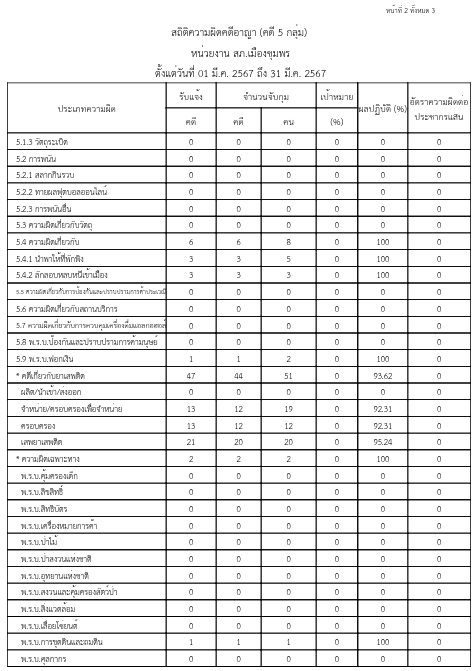 หน้าที่ 2 ทั้งหมด 3
สถิติความผิดคดีอาญา (คดี 5 กลุ่ม)
หน่วยงาน สภ.เมืองชุมพร
ตั้งแต่วันที่ 01 มี.ค. 2567 ถึง 31 มี.ค. 2567
ประเภทความผิด รับแจ้ง จำนวนจับกุม เป้าหมาย ผลปฏิบัติ (%) อัตราความผิดต่อ
คดี คดี คน (%) ประชากรแสน
5.1.3 วัตถุระเบิด 0 0 0 0 0 0
5.2 การพนัน 0 0 0 0 0 0
5.2.1 สลากกินรวบ 0 0 0 0 0 0
5.2.2 ทายผลฟุตบอลออนไลน์ 0 0 0 0 0 0
5.2.3 การพนันอื่น 0 0 0 0 0 0
5.3 ความผิดเกี่ยวกับวัตถุ 0 0 0 0 0 0
5.4 ความผิดเกี่ยวกับ 6 6 8 0 100 0
5.4.1 นำพาให้ที่พักพิง 3 3 5 0 100 0
5.4.2 ลักลอบหลบหนีเข้าเมือง 3 3 3 0 100 0
5.5 ความผิดเกี่ยวกับการป้องกันและปราบปรามการค้าประเวณี 0 0 0 0 0 0
5.6 ความผิดเกี่ยวกับสถานบริการ 0 0 0 0 0 0
5.7 ความผิดเกี่ยวกับการควบคุมเครื่องดื่มแอลกอฮอล์ 0 0 0 0 0 0
5.8 พ.ร.บ.ป้องกันและปราบปรามการค้ามนุษย์ 0 0 0 0 0 0
5.9 พ.ร.บ.ฟอกเงิน 1 1 2 0 100 0
* คดีเกี่ยวกับยาเสพติด 47 44 51 0 93.62 0
ผลิต/นำเข้า/ส่งออก 0 0 0 0 0 0
จำหน่าย/ครอบครองเพื่อจำหน่าย 13 12 19 0 92.31 0
ครอบครอง 13 12 12 0 92.31 0
เสพยาเสพติด 21 20 20 0 95.24 0
* ความผิดเฉพาะทาง 2 2 2 0 100 0
พ.ร.บ.คุ้มครองเด็ก 0 0 0 0 0 0
พ.ร.บ.ลิขสิทธิ์ 0 0 0 0 0 0
พ.ร.บ.สิทธิบัตร 0 0 0 0 0 0
พ.ร.บ.เครื่องหมายการค้า 0 0 0 0 0 0
พ.ร.บ.ป่าไม้ 0 0 0 0 0 0
พ.ร.บ.ป่าสงวนแห่งชาติ 0 0 0 0 0 0
พ.ร.บ.อุทยานแห่งชาติ 0 0 0 0 0 0
พ.ร.บ.สงวนและคุ้มครองสัตว์ป่า 0 0 0 0 0 0
พ.ร.บ.สิ่งแวดล้อม 0 0 0 0 0 0
พ.ร.บ.เลื่อยโซ่ยนต์ 0 0 0 0 0 0
พ.ร.บ.การขุดดินและถมดิน 1 1 1 0 100 0
พ.ร.บ.ศุลกากร 0 0 0 0 0 0